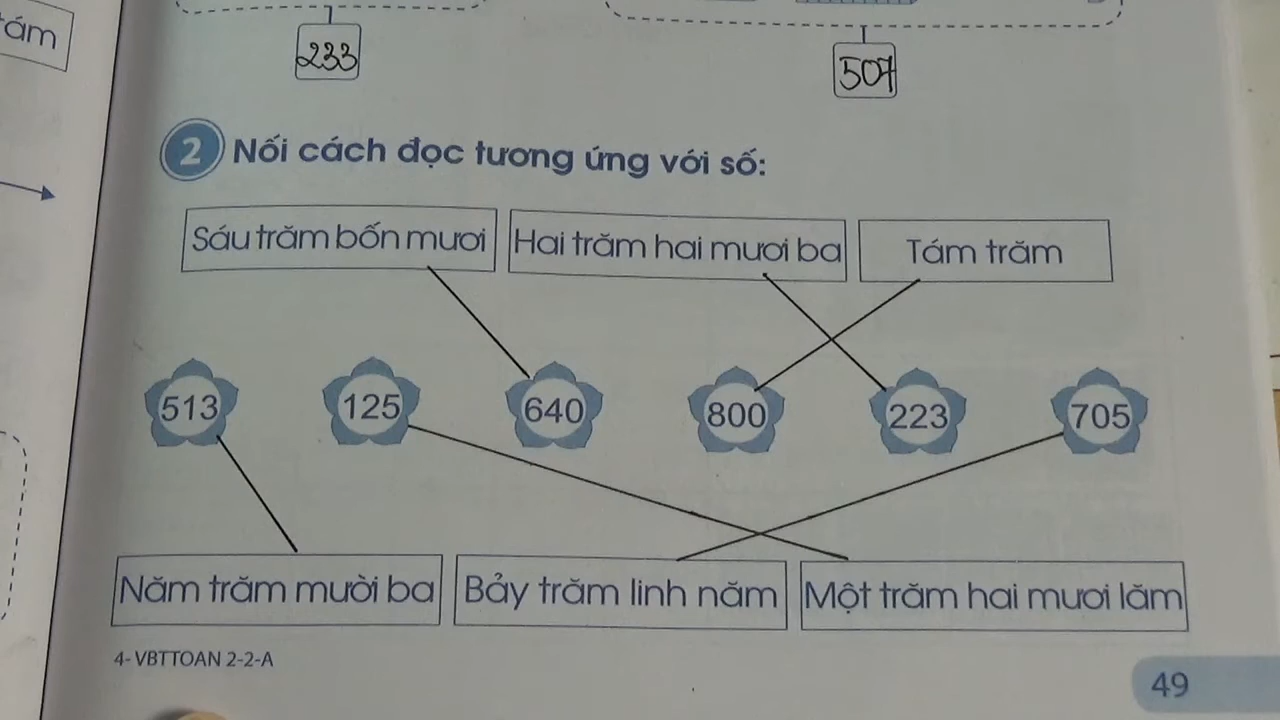 ám
233
507
2 Nối cách đọc tương ứng với số:
Sáu trăm bốn mươi Hai trăm hai mươi ba Tám trăm
513 125 640 800 223 705
Năm trăm mười ba Bảy trăm linh năm Một trăm hai mươi lăm
4- VBTTOAN 2-2-A
49